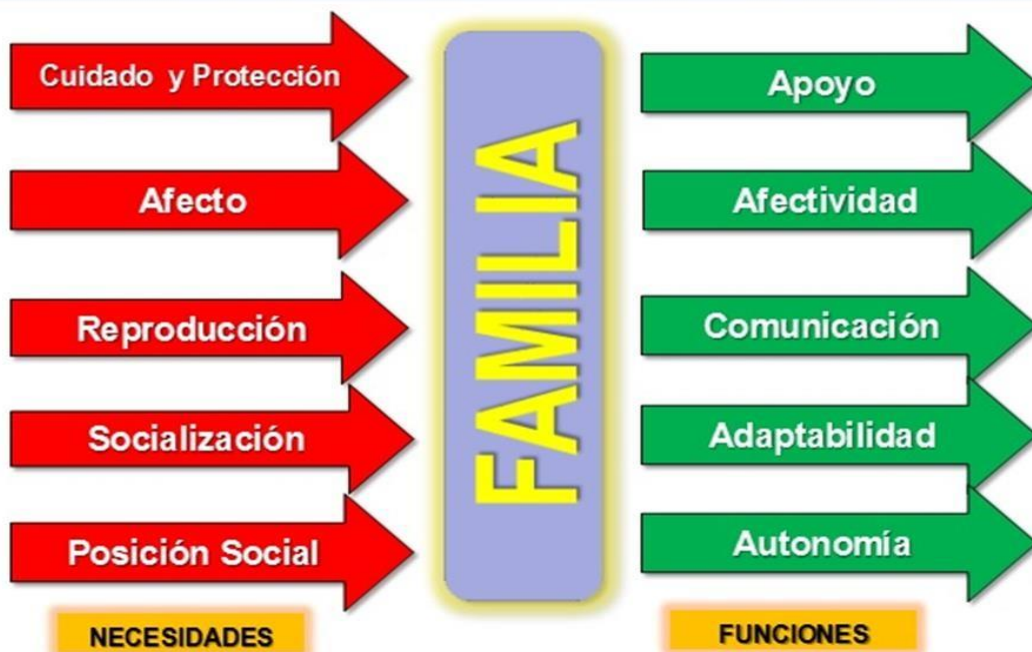 Cuidado y Protección
Afecto
Reproducción
Socialización
Posición Social
NECESIDADES
FAMILIA
Apoyo
Afectividad
Comunicación
Adaptabilidad
Autonomía
FUNCIONES